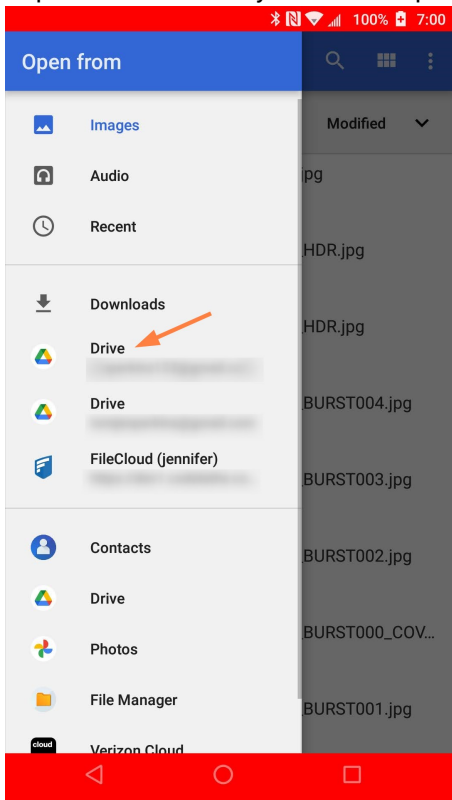 100% 7:00
Open from
Images
Modified
Audio
jpg
Recent
HDR.jpg
Downloads
HDR.jpg
Drive
Drive
BURST004.jpg
FileCloud (jennifer)
BURST003.jpg
Contacts
BURST002.jpg
Drive
Photos
BURST000_COV...
File Manager
BURST001.jpg
cloud
Verizon Cloud